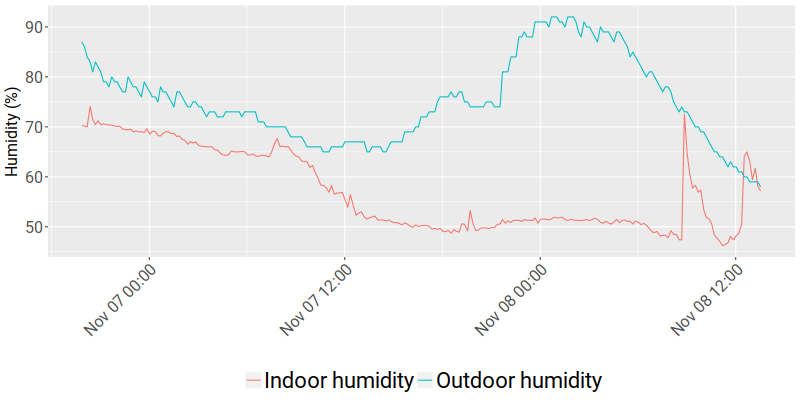 Humidity (%)
90
80
70
60
50
Nov 07 00:00
Nov 07 12:00
Nov 08 00:00
Nov 08 12:00
Indoor humidity
Outdoor humidity